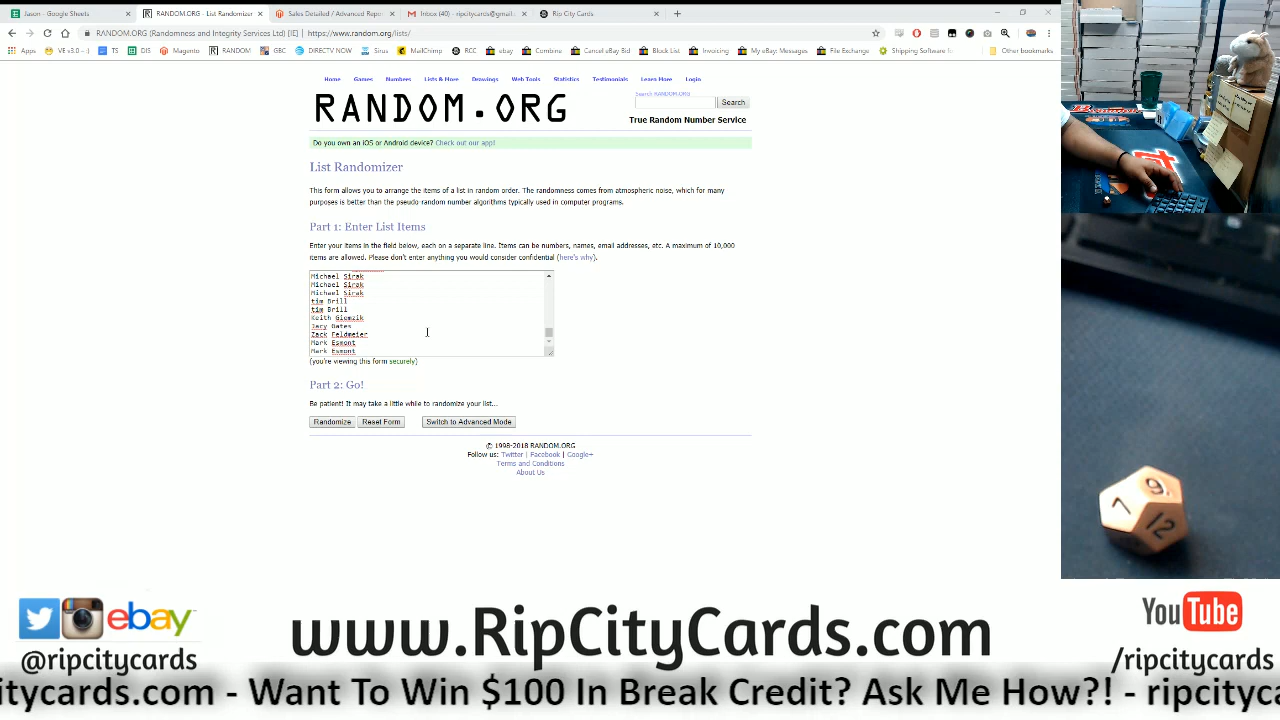 Jason - Google Sheets
RANDOM.ORG - List Randomizer
Sales Detailed / Advanced Repo
Inbox (40) - ripcitycards@gmail
Rip City Cards
RANDOM.ORG (Randomness and Integrity Services Ltd) [IE] | https://www.random.org/lists/
Apps VE v3.0 --- TS DIS Magento RANDOM GBC DIRECTV NOW Sirus MailChimp RCC ebay Combine Cancel eBay Bid Block List Invoicing My eBay: Messages File Exchange Shipping Software fo Other bookmarks
Home Games Numbers Lists & More Drawings Web Tools Statistics Testimonials Learn More Login
RANDOM.ORG
Search RANDOM.ORG
Search
True Random Number Service
Do you own an iOS or Android device? Check out our app!
List Randomizer
This form allows you to arrange the items of a list in random order. The randomness comes from atmospheric noise, which for many
purposes is better than the pseudo-random number algorithms typically used in computer programs.
Part 1: Enter List Items
Enter your items in the field below, each on a separate line. Items can be numbers, names, email addresses, etc. A maximum of 10,000
items are allowed. Please don't enter anything you would consider confidential (here's why).
Michael Sirak
Michael Sirak
Michael Sirak
tim Brill
tim Brill
Keith Giemzik
Jacy Gates
Zack Feldmeier
Mark Esmont
Mark Esmont
(you're viewing this form securely)
Part 2: Go!
Be patient! It may take a little while to randomize your list...
Randomize Reset Form Switch to Advanced Mode
© 1998-2018 RANDOM.ORG
Follow us: Twitter | Facebook | Google+
Terms and Conditions
About Us
9.
7
12
ebay
@ripcitycards
www.RipCityCards.com
YouTube
/ripcitycards
itycards.com - Want To Win $100 In Break Credit? Ask Me How?! - ripcityca